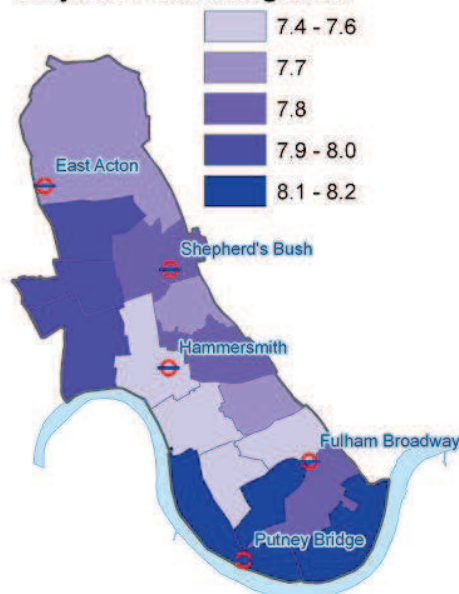 7.4 - 7.6
7.7
7.8
7.9 - 8.0
8.1 - 8.2
East Acton
Shepherd's Bush
Hammersmith
Fulham Broadway
Putney Bridge